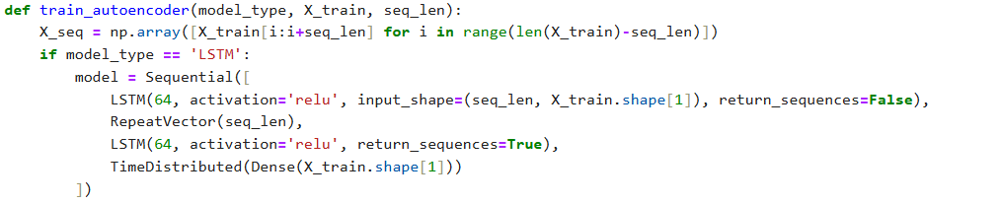 def train_autoencoder(model_type, X_train, seq_len):
    X_seq = np.array([X_train[i:i+seq_len] for i in range(len(X_train)-seq_len)])
    if model_type == 'LSTM':
        model = Sequential([
            LSTM(64, activation='relu', input_shape=(seq_len, X_train.shape[1]), return_sequences=False),
            RepeatVector(seq_len),
            LSTM(64, activation='relu', return_sequences=True),
            TimeDistributed(Dense(X_train.shape[1]))
        ])